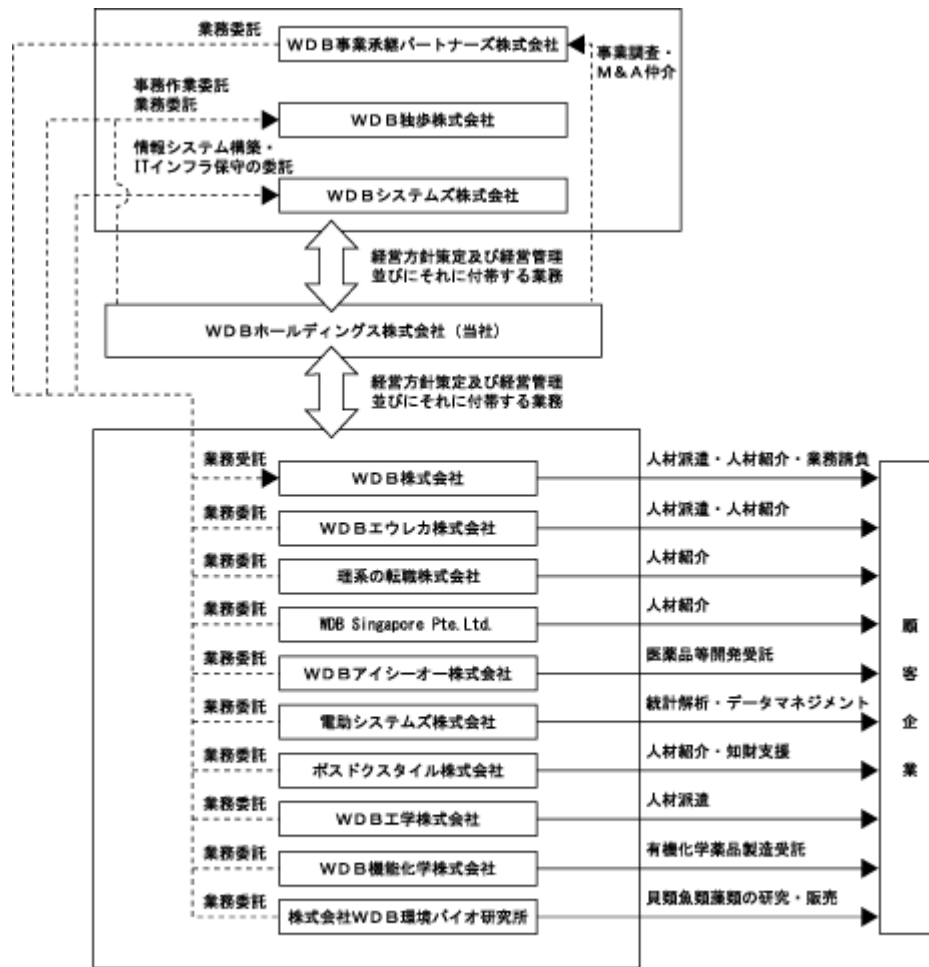 業務委託
WDB事業承継パートナーズ株式会社
事業調査・
M&A仲介
事務作業委託
業務委託
WDB独歩株式会社
情報システム構築・
ITインフラ保守の委託
WDBシステムズ株式会社
経営方針策定及び経営管理
並びにそれに付帯する業務
WDBホールディングス株式会社（当社）
経営方針策定及び経営管理
並びにそれに付帯する業務
業務受託
WDB株式会社
人材派遣・人材紹介・業務請負
業務委託
WDBエウレカ株式会社
人材派遣・人材紹介
業務委託
理系の転職株式会社
人材紹介
業務委託
WDB Singapore Pte.Ltd.
人材紹介
業務委託
WDBアイシーオー株式会社
医薬品等開発受託
業務委託
電助システムズ株式会社
統計解析・データマネジメント
業務委託
ポスドクスタイル株式会社
人材紹介・知財支援
業務委託
WDB工学株式会社
人材派遣
業務委託
WDB機能化学株式会社
有機化学薬品製造受託
業務委託
株式会社WDB環境バイオ研究所
貝類魚類藻類の研究・販売
顧客企業